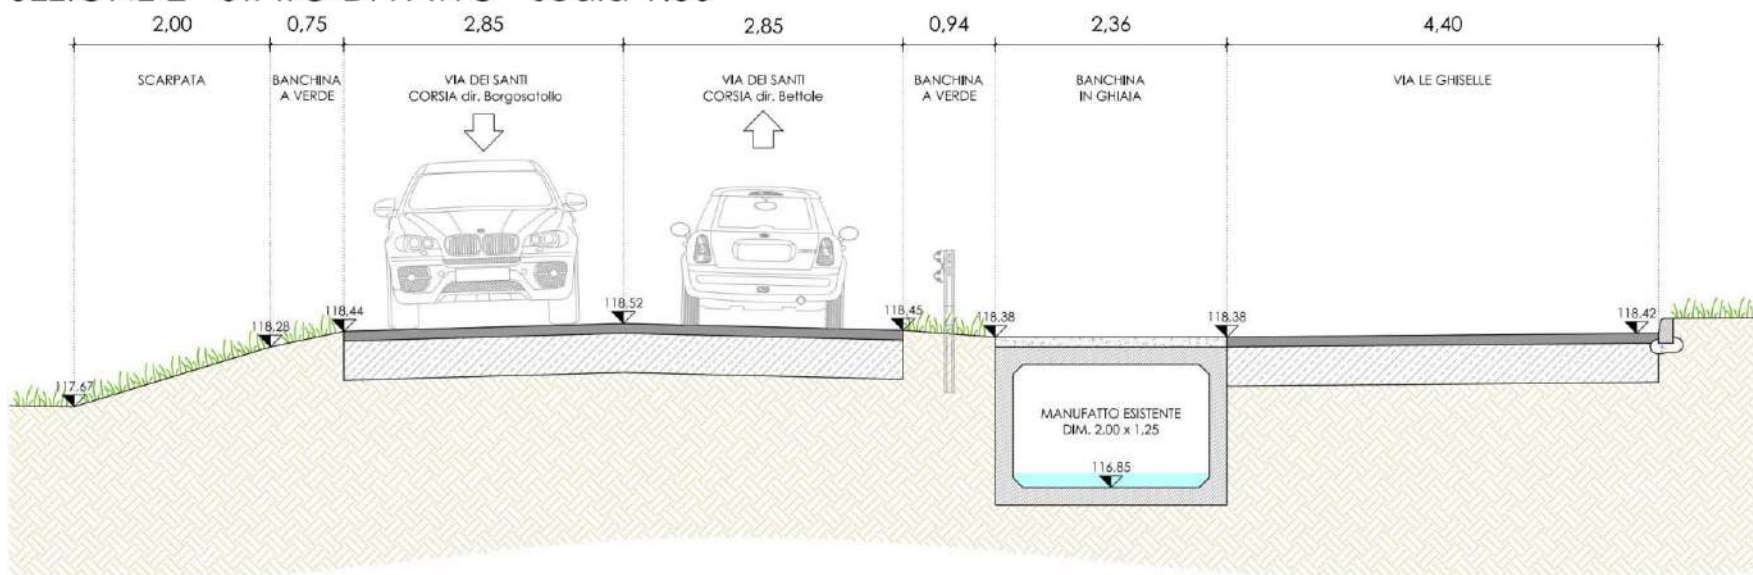 2,00 0,75 2,85 2,85 0,94 2,36 4,40
SCARPATA
BANCHINA
A VERDE
VIA DEI SANTI
CORSIA dir. Borgosatollo
VIA DEI SANTI
CORSIA dir. Bettole
BANCHINA
A VERDE
BANCHINA
IN GHIAIA
VIA LE GHISELLE
117.67
118.28
118.44
118.52
118.45
118.38
118.38
118.42
MANUFATTO ESISTENTE
DIM. 2.00 x 1,25
116.85